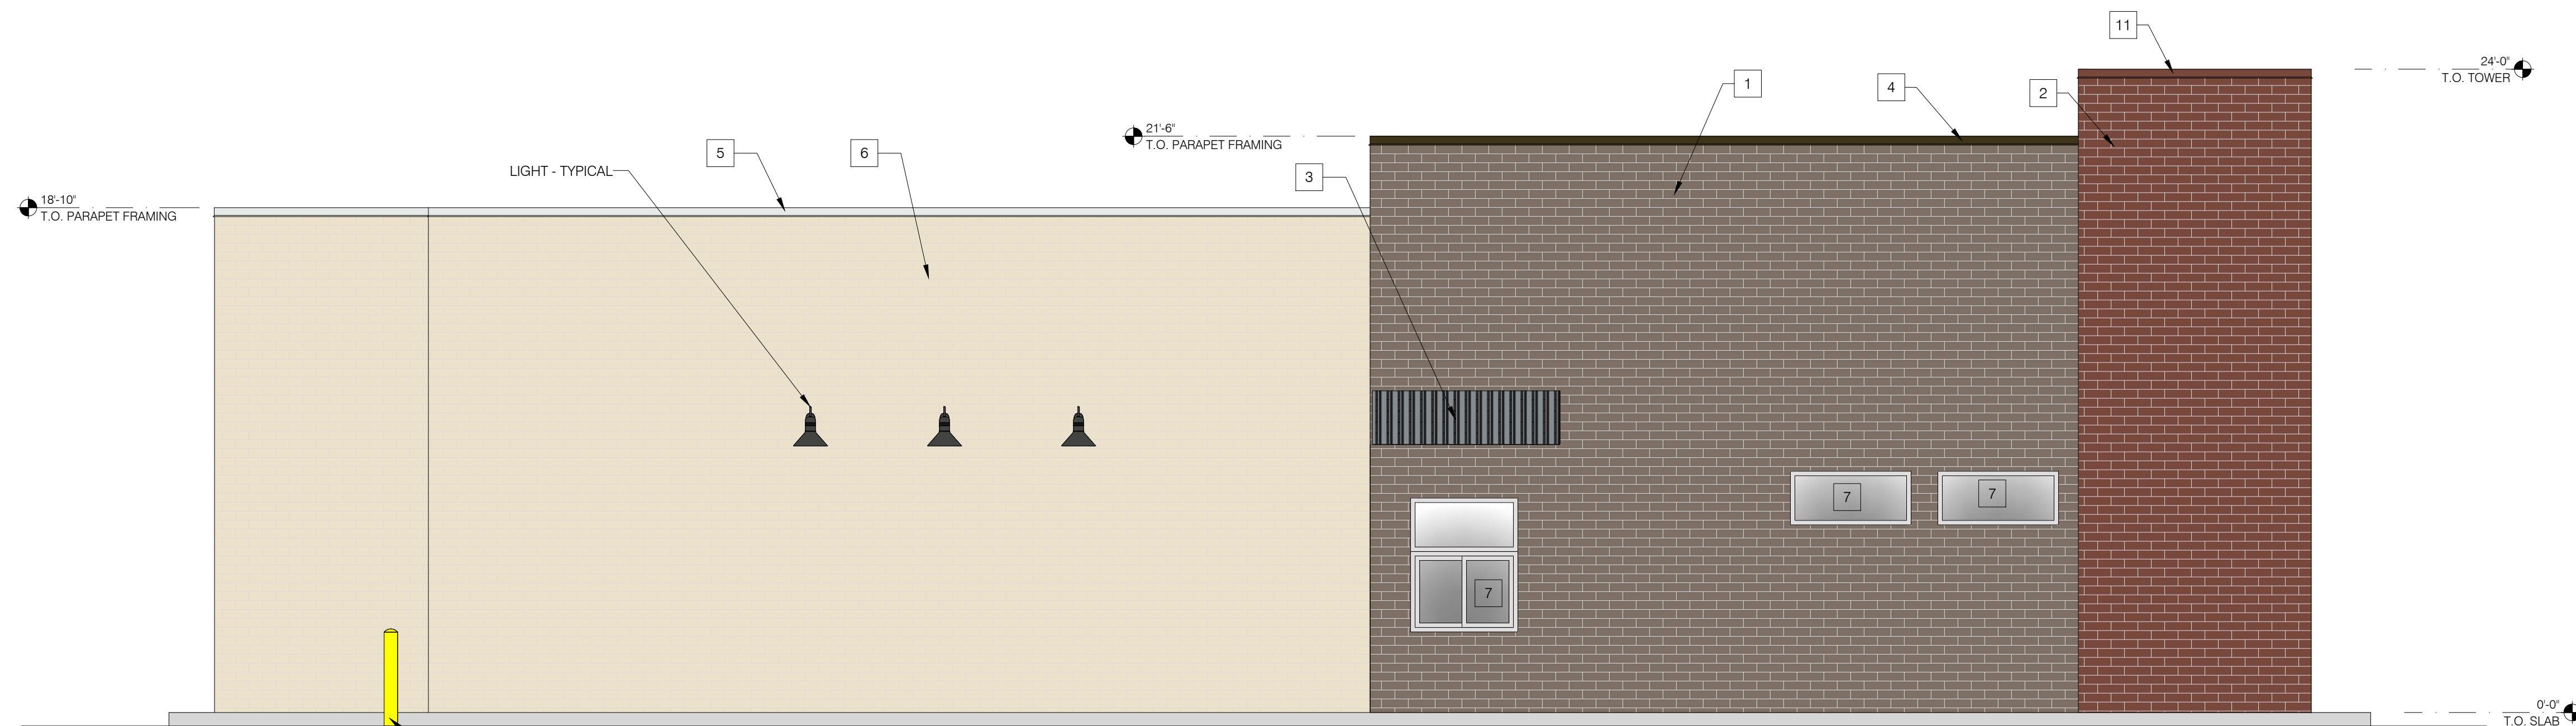 11
24'-0"
T.O. TOWER
1
4
2
21'-6"
T.O. PARAPET FRAMING
5
6
LIGHT - TYPICAL
3
18'-10"
T.O. PARAPET FRAMING
7
7
7
0'-0"
T.O. SLAB